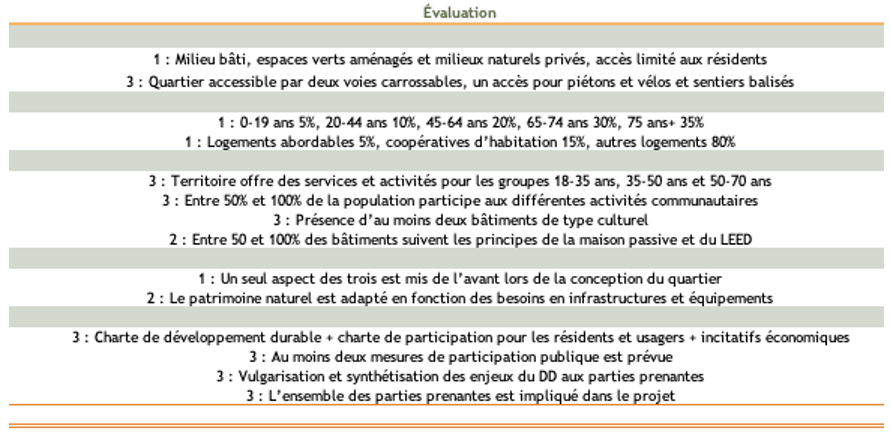 Évaluation
1 : Milieu bâti, espaces verts aménagés et milieux naturels privés, accès limité aux résidents
3 : Quartier accessible par deux voies carrossables, un accès pour piétons et vélos et sentiers balisés
1 : 0-19 ans 5%, 20-44 ans 10%, 45-64 ans 20%, 65-74 ans 30%, 75 ans+ 35%
1 : Logements abordables 5%, coopératives d'habitation 15%, autres logements 80%
3 : Territoire offre des services et activités pour les groupes 18-35 ans, 35-50 ans et 50-70 ans
3 : Entre 50% et 100% de la population participe aux différentes activités communautaires
3 : Présence d'au moins deux bâtiments de type culturel
2 : Entre 50 et 100% des bâtiments suivent les principes de la maison passive et du LEED
1 : Un seul aspect des trois est mis de l'avant lors de la conception du quartier
2 : Le patrimoine naturel est adapté en fonction des besoins en infrastructures et équipements
3 : Charte de développement durable + charte de participation pour les résidents et usagers + incitatifs économiques
3 : Au moins deux mesures de participation publique est prévue
3 : Vulgarisation et synthétisation des enjeux du DD aux parties prenantes
3 : L'ensemble des parties prenantes est impliqué dans le projet